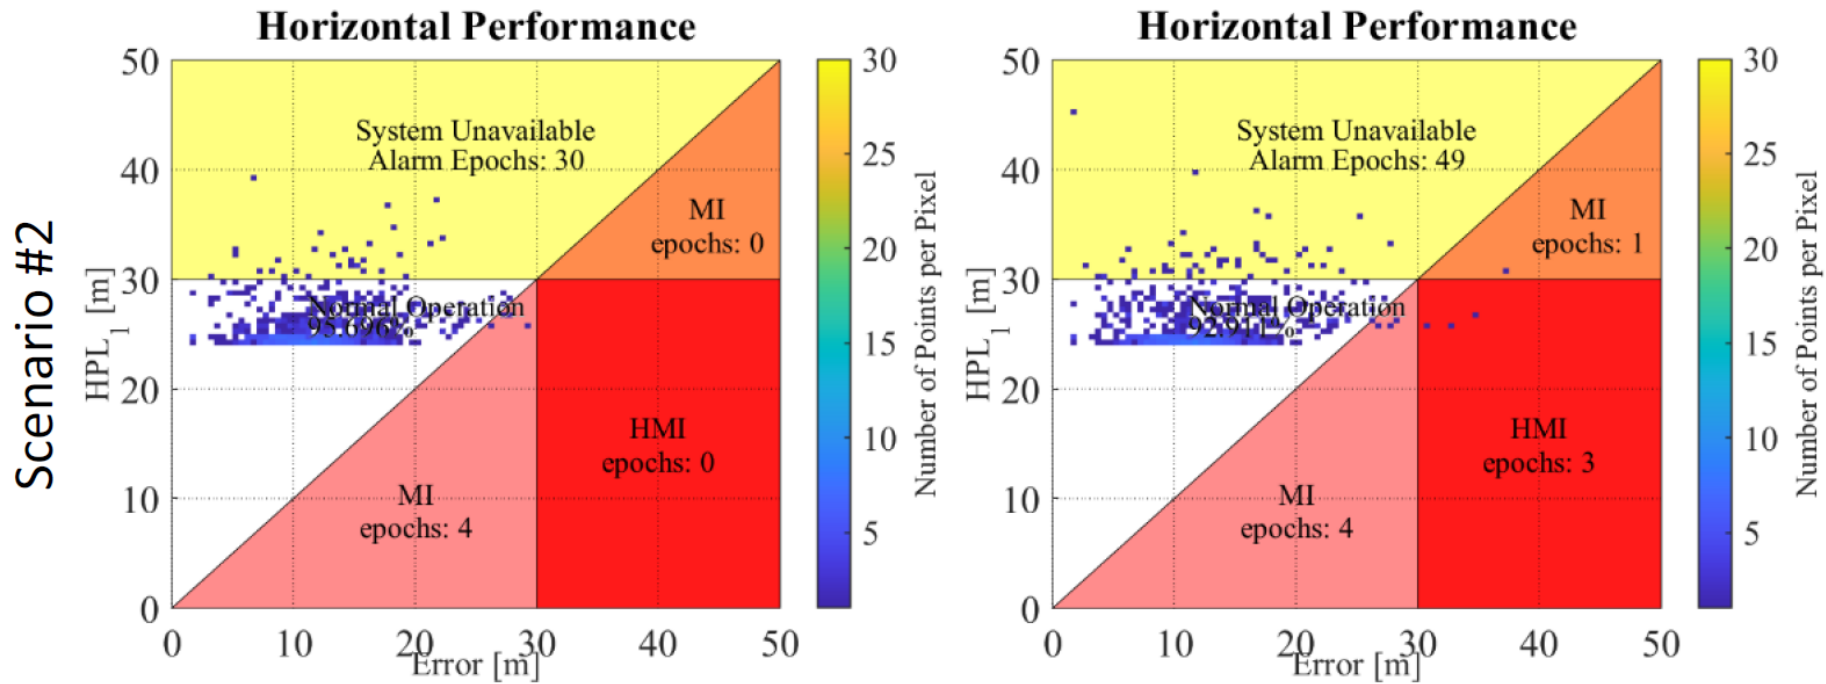 Scenario #2
Horizontal Performance
50
40
30
20
10
0
HPL1 [m]
System Unavailable
Alarm Epochs: 30
MI
epochs: 0
Normal Operation
95.696%
HMI
epochs: 0
MI
epochs: 4
0 10 20 30 40 50
Error [m]
30
25
20
15
10
5
Number of Points per Pixel
Horizontal Performance
50
40
30
20
10
0
HPL1 [m]
System Unavailable
Alarm Epochs: 49
MI
epochs: 1
Normal Operation
92.911%
HMI
epochs: 3
MI
epochs: 4
0 10 20 30 40 50
Error [m]
30
25
20
15
10
5
Number of Points per Pixel